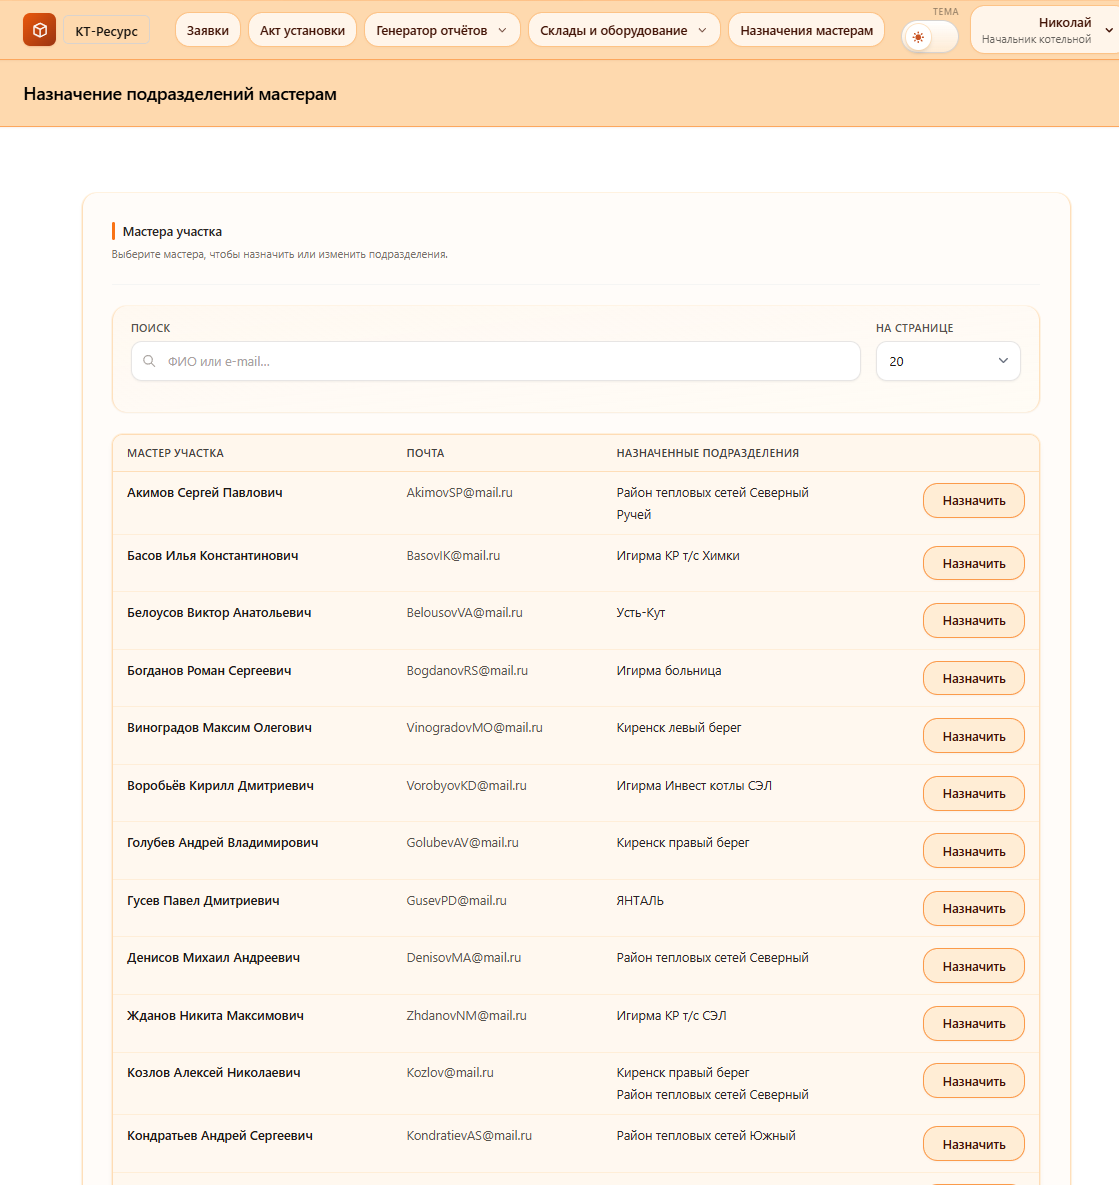 КТ-Ресурс
Заявки
Акт установки
Генератор отчётов
Склады и оборудование
Назначения мастерам
ТЕМА
Николай
Начальник котельной
Назначение подразделений мастерам
Мастера участка
Выберите мастера, чтобы назначить или изменить подразделения.
ПОИСК
НА СТРАНИЦЕ
ФИО или e-mail...
20
МАСТЕР УЧАСТКА ПОЧТА НАЗНАЧЕННЫЕ ПОДРАЗДЕЛЕНИЯ
Акимов Сергей Павлович AkimovSP@mail.ru Район тепловых сетей Северный
Ручей
Назначить
Басов Илья Константинович BasovIK@mail.ru Игирма КР т/с Химки
Назначить
Белоусов Виктор Анатольевич BelousovVA@mail.ru Усть-Кут
Назначить
Богданов Роман Сергеевич BogdanovRS@mail.ru Игирма больница
Назначить
Виноградов Максим Олегович VinogradovMO@mail.ru Киренск левый берег
Назначить
Воробьёв Кирилл Дмитриевич VorobyovKD@mail.ru Игирма Инвест котлы СЭЛ
Назначить
Голубев Андрей Владимирович GolubevAV@mail.ru Киренск правый берег
Назначить
Гусев Павел Дмитриевич GusevPD@mail.ru ЯНТАЛЬ
Назначить
Денисов Михаил Андреевич DenisovMA@mail.ru Район тепловых сетей Северный
Назначить
Жданов Никита Максимович ZhdanovNM@mail.ru Игирма КР т/с СЭЛ
Назначить
Козлов Алексей Николаевич Kozlov@mail.ru Киренск правый берег
Район тепловых сетей Северный
Назначить
Кондратьев Андрей Сергеевич KondratievAS@mail.ru Район тепловых сетей Южный
Назначить